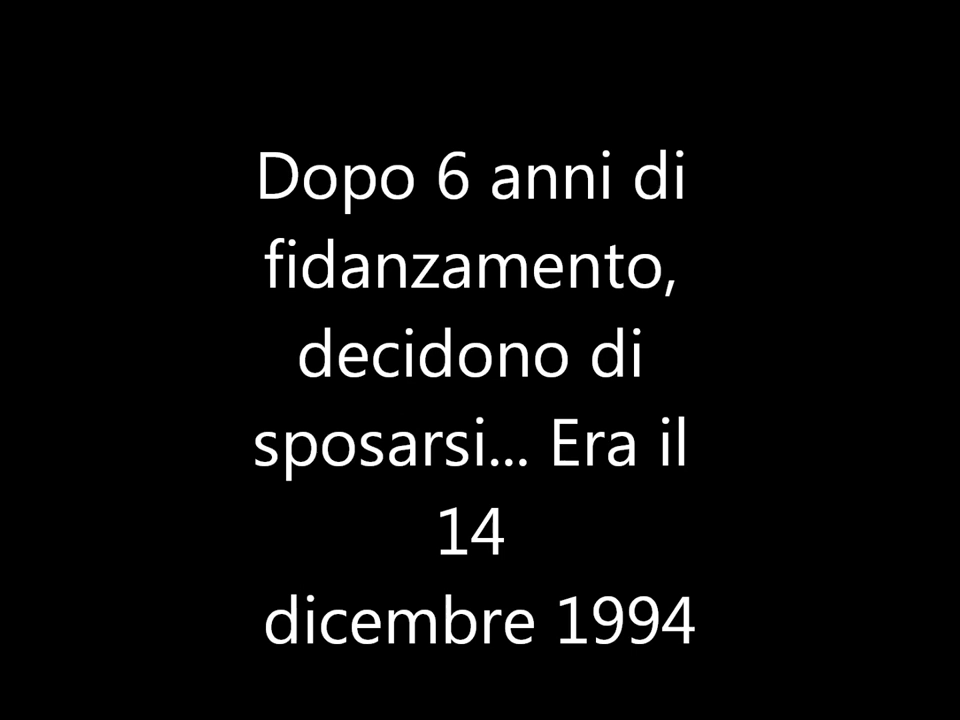 Dopo 6 anni di
fidanzamento,
decidono di
sposarsi... Era il
14
dicembre 1994